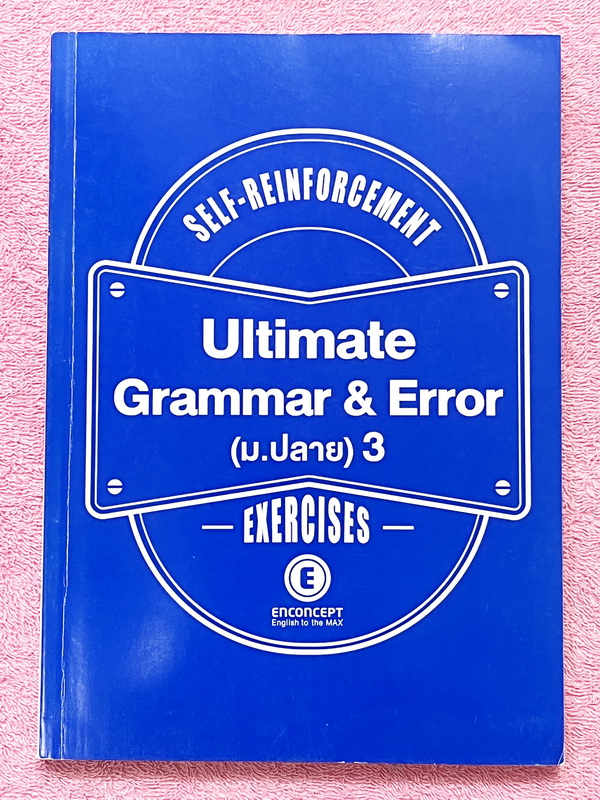 SELF-REINFORCEMENT
Ultimate
Grammar & Error
(ม.ปลาย) 3
EXERCISES
E
ENCONCEPT
English to the MAX